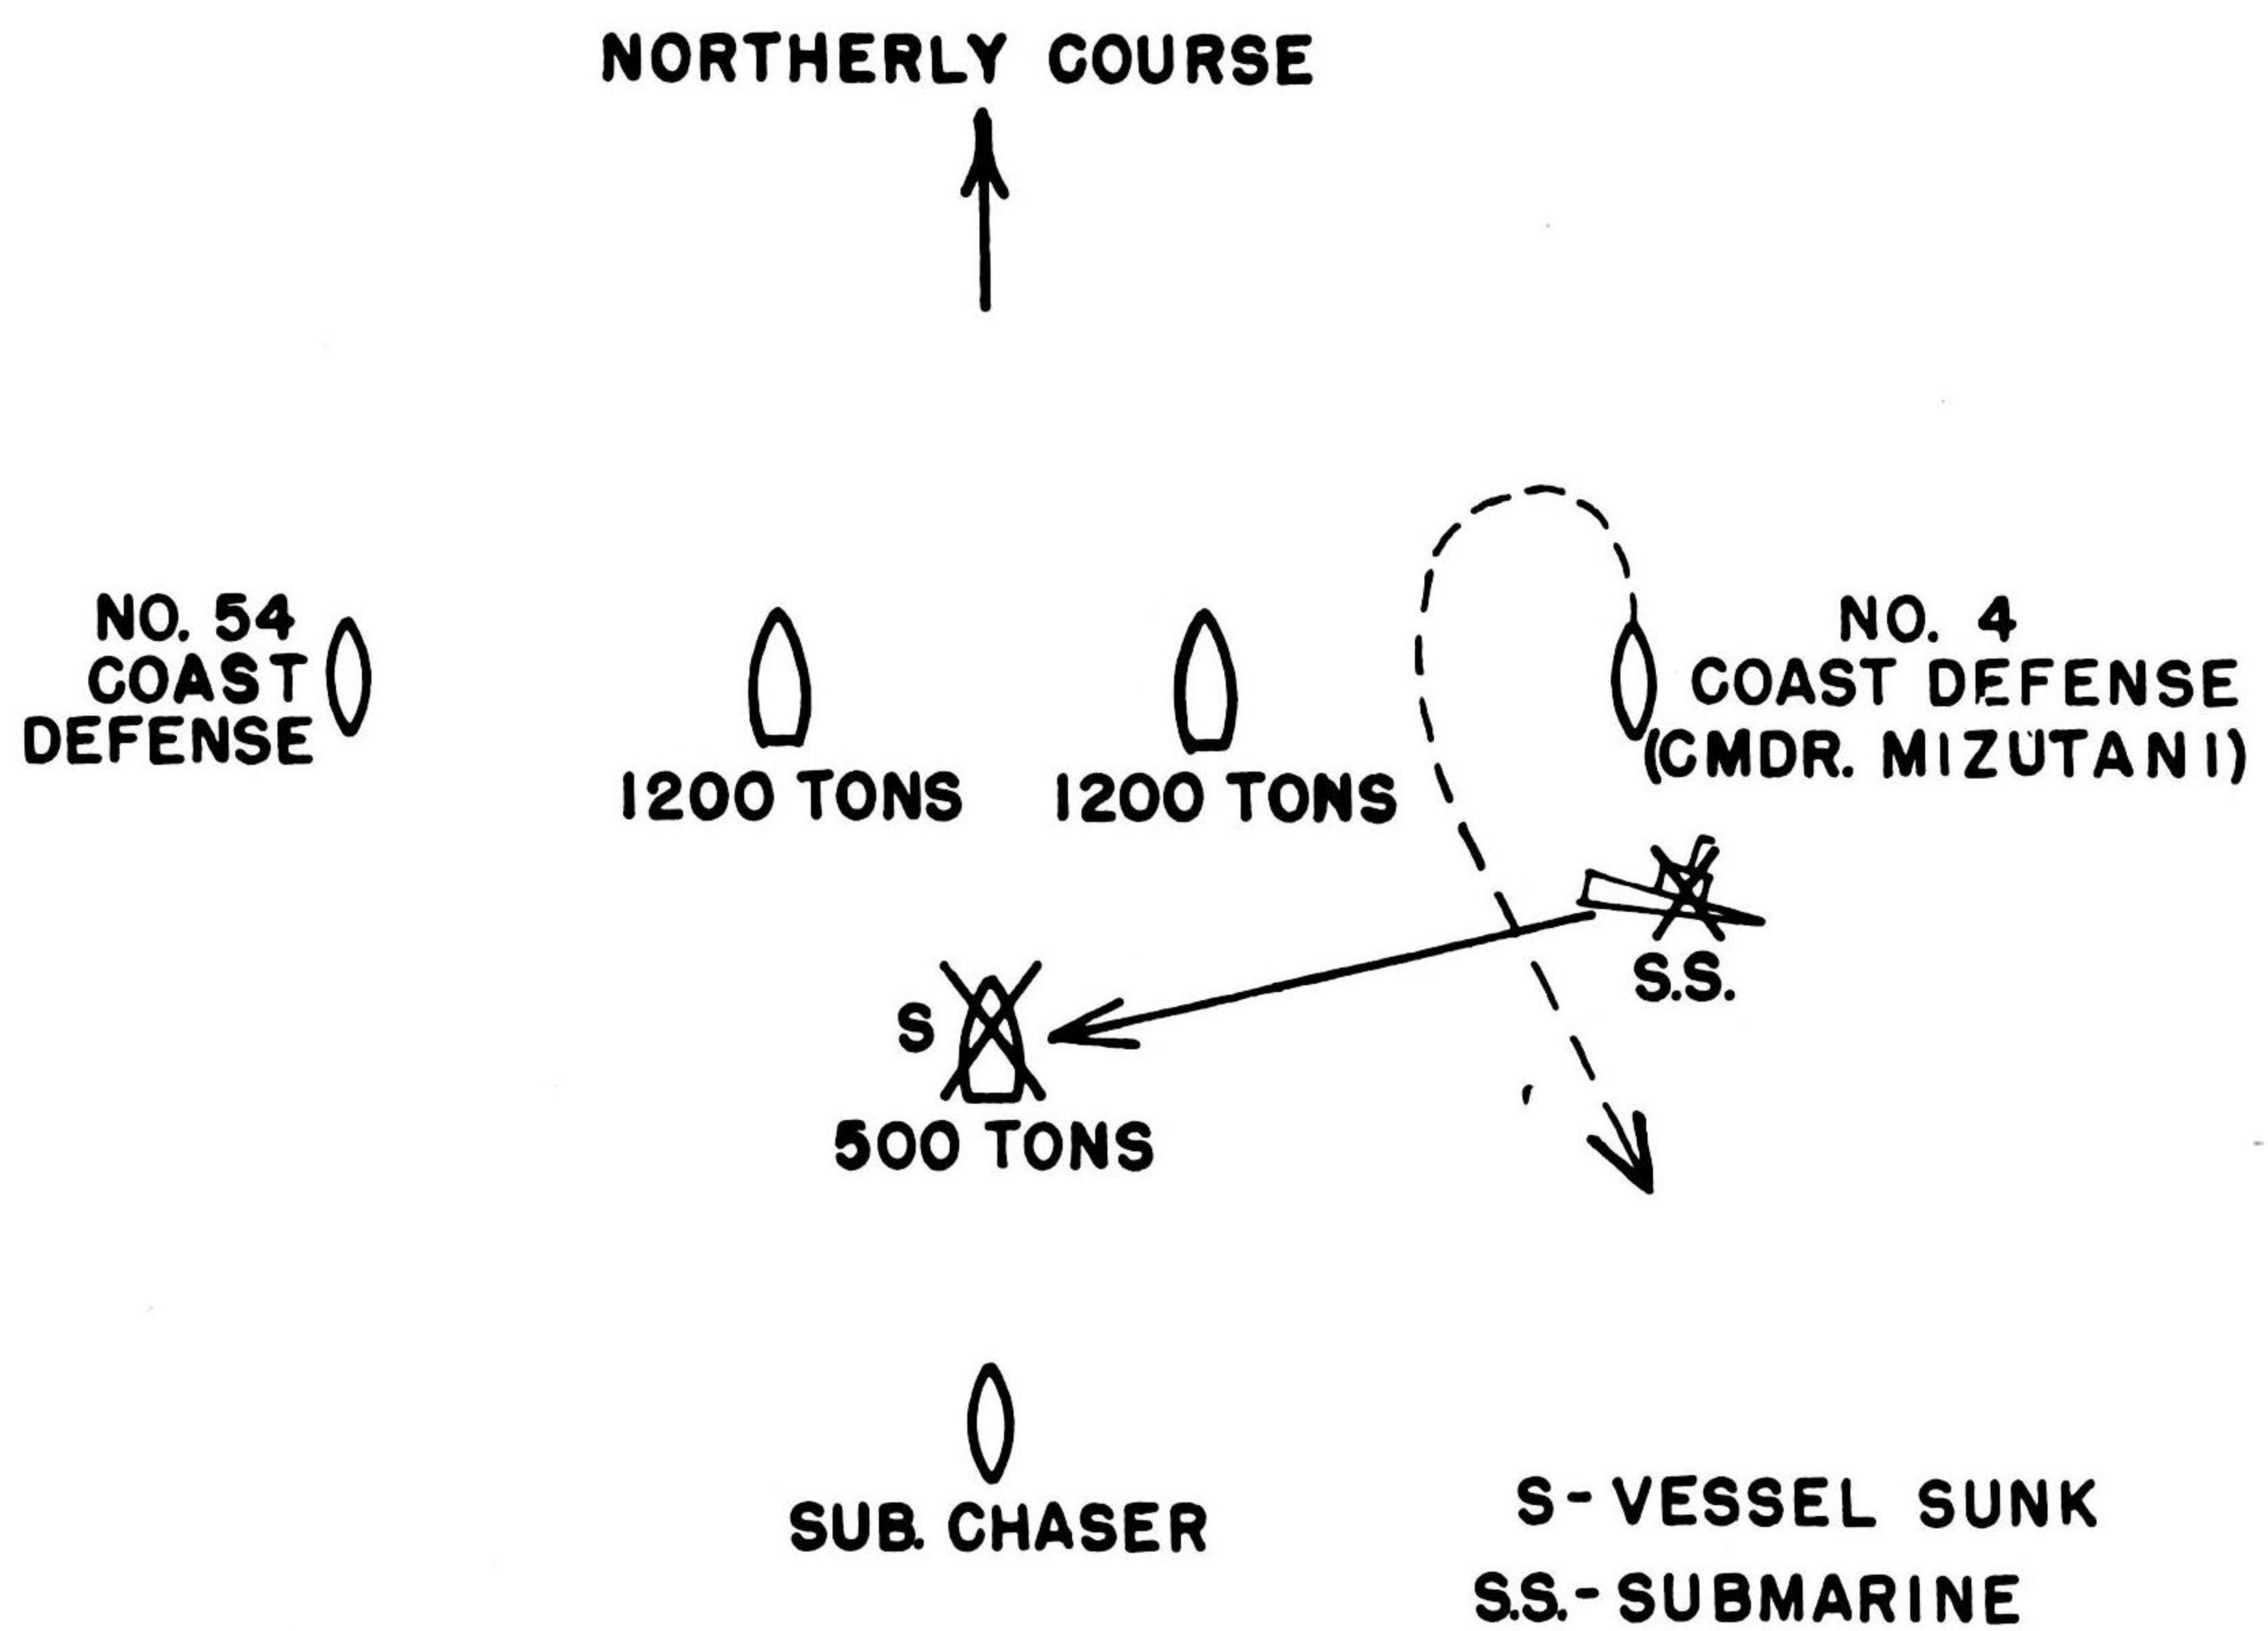 NORTHERLY COURSE
NO. 54
COAST
DEFENSE
1200 TONS
1200 TONS
NO. 4
COAST DEFENSE
(CMDR. MIZUTANI)
S.S.
S
500 TONS
SUB. CHASER
S-VESSEL SUNK
S.S.-SUBMARINE